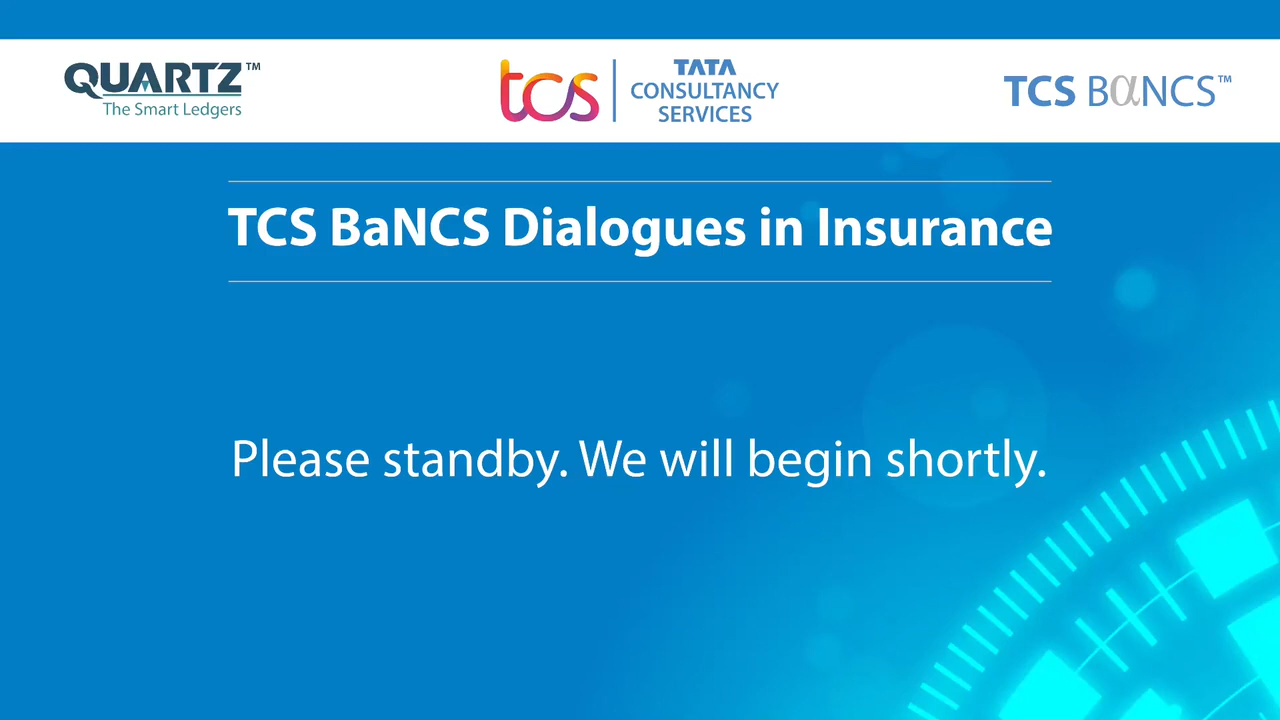 QUARTZ™
The Smart Ledgers
tcs
TATA
CONSULTANCY
SERVICES
TCS BαNCS™
TCS BaNCS Dialogues in Insurance
Please standby. We will begin shortly.